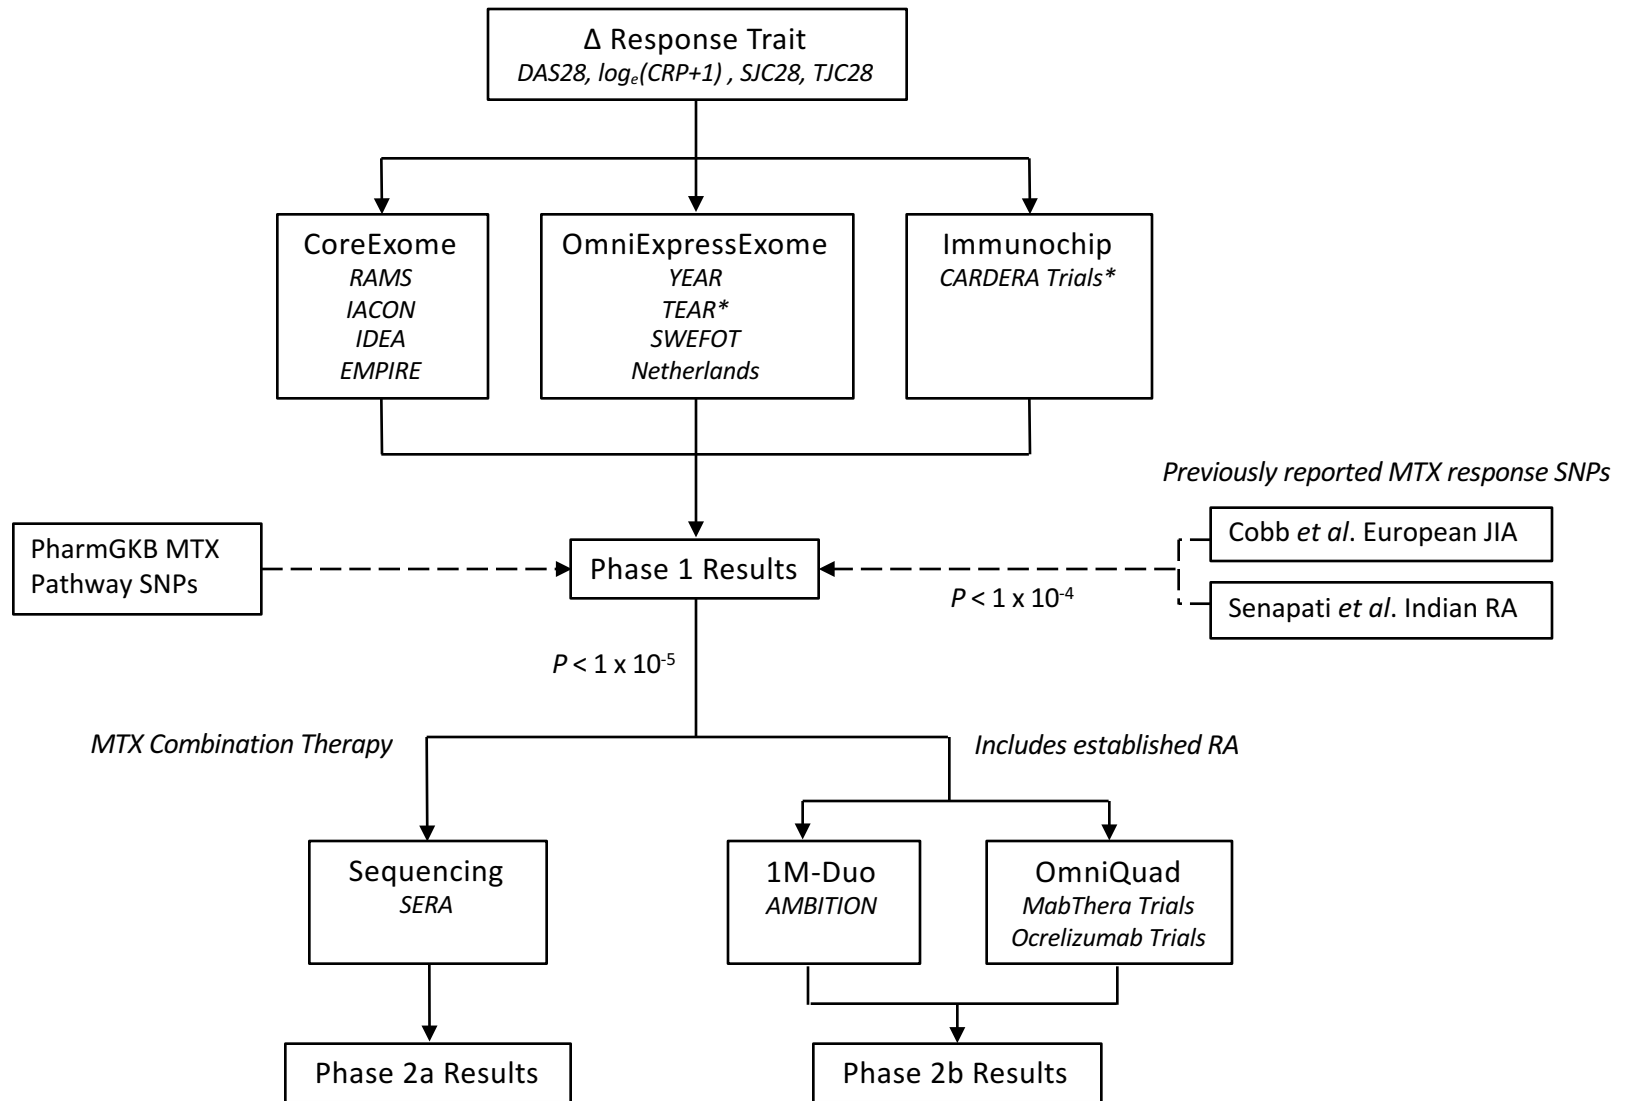 Δ Response Trait
DAS28, logₑ(CRP+1) , SJC28, TJC28
CoreExome
RAMS
IACON
IDEA
EMPIRE
OmniExpressExome
YEAR
TEAR*
SWEFOT
Netherlands
Immunochip
CARDERA Trials*
Previously reported MTX response SNPs
PharmGKB MTX
Pathway SNPs
Phase 1 Results
Cobb et al. European JIA
Senapati et al. Indian RA
P < 1 x 10⁻⁴
P < 1 x 10⁻⁵
MTX Combination Therapy
Includes established RA
Sequencing
SERA
1M-Duo
AMBITION
OmniQuad
MabThera Trials
Ocrelizumab Trials
Phase 2a Results
Phase 2b Results